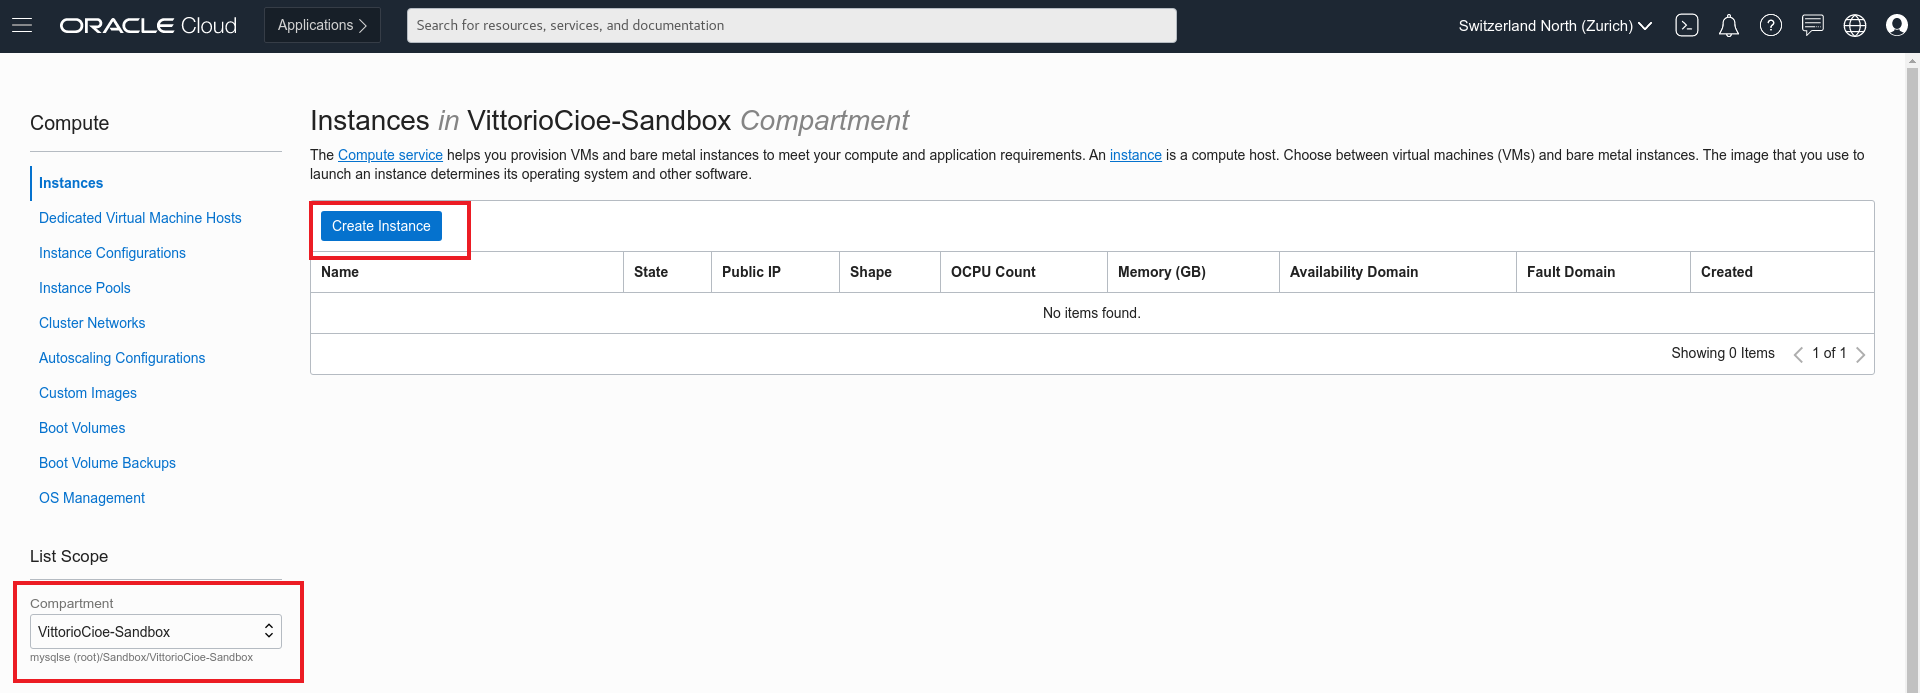 ORACLE Cloud
Applications
Search for resources, services, and documentation
Switzerland North (Zurich)
Compute
Instances
Dedicated Virtual Machine Hosts
Instance Configurations
Instance Pools
Cluster Networks
Autoscaling Configurations
Custom Images
Boot Volumes
Boot Volume Backups
OS Management
List Scope
Compartment
VittorioCioe-Sandbox
mysqlse (root)/Sandbox/VittorioCioe-Sandbox
Instances in VittorioCioe-Sandbox Compartment
The Compute service helps you provision VMs and bare metal instances to meet your compute and application requirements. An instance is a compute host. Choose between virtual machines (VMs) and bare metal instances. The image that you use to
launch an instance determines its operating system and other software.
Create Instance
Name State Public IP Shape OCPU Count Memory (GB) Availability Domain Fault Domain Created
No items found.
Showing 0 Items 1 of 1